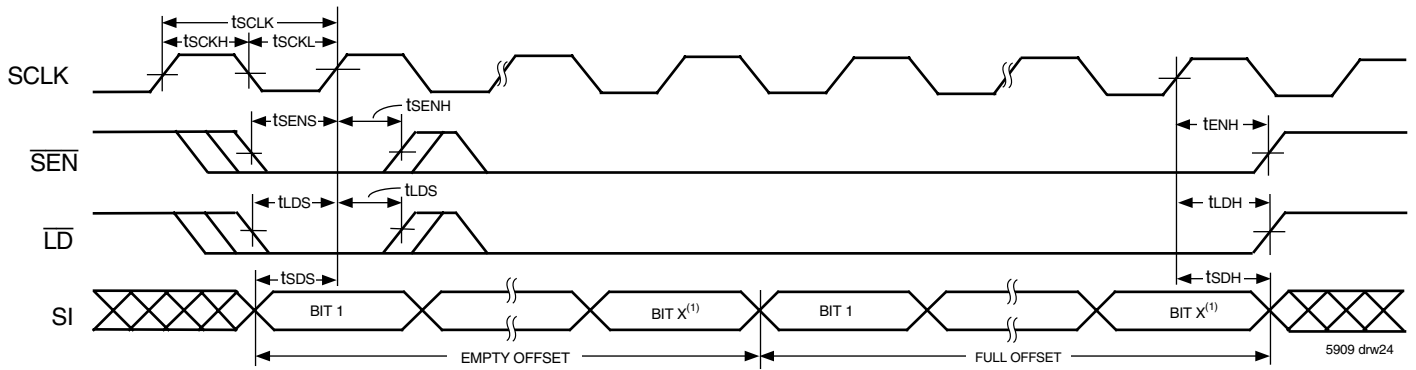 tSCLK
tSCKH tSCKL
SCLK
tSENH
tSENS tENH
SEN
tLDS
tLDS tLDH
LD
tSDS tSDH
SI BIT 1 BIT X(1) BIT 1 BIT X(1)
EMPTY OFFSET FULL OFFSET
5909 drw24